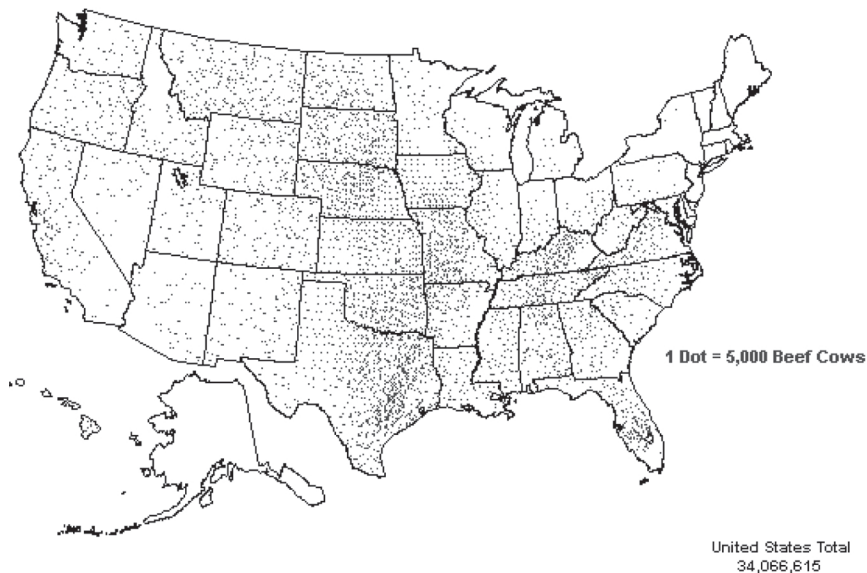 1 Dot = 5,000 Beef Cows
United States Total
34,066,615